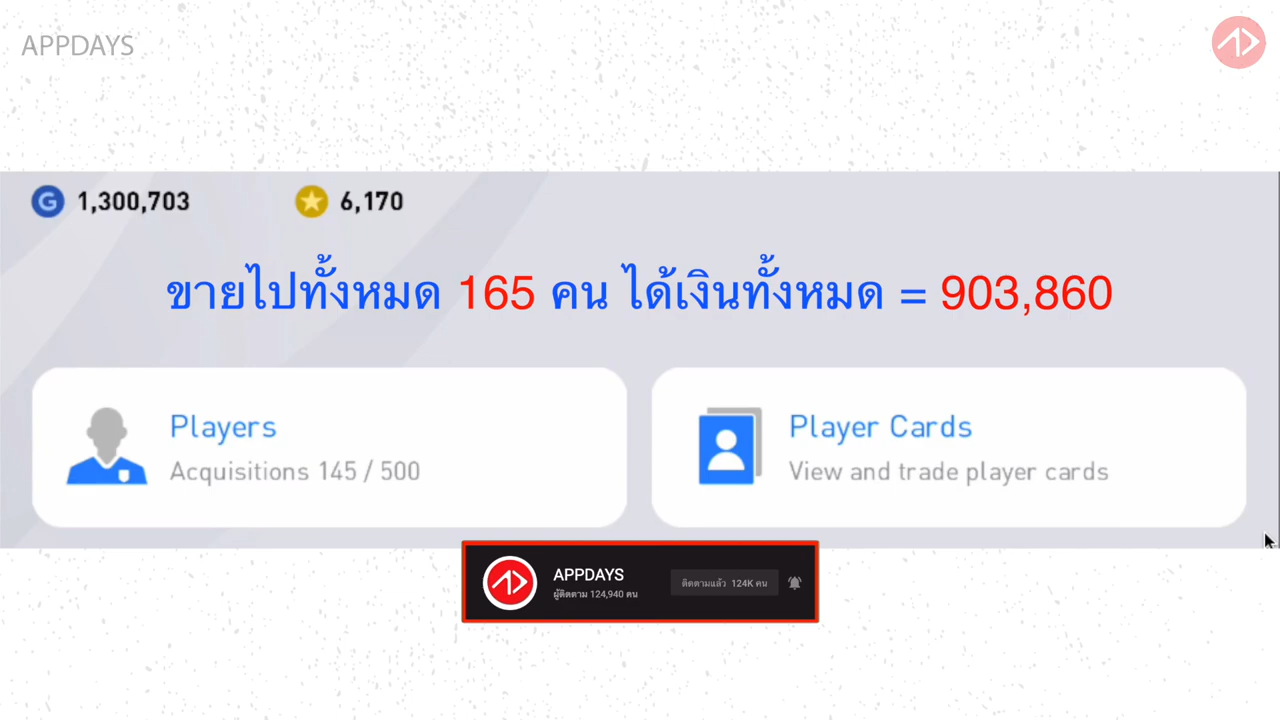 APPDAYS
1,300,703
6,170
ขายไปทั้งหมด 165 คน ได้เงินทั้งหมด = 903,860
Players
Acquisitions 145 / 500
Player Cards
View and trade player cards
APPDAYS
ผู้ติดตาม 124,940 คน
ติดตามแล้ว 124K คน